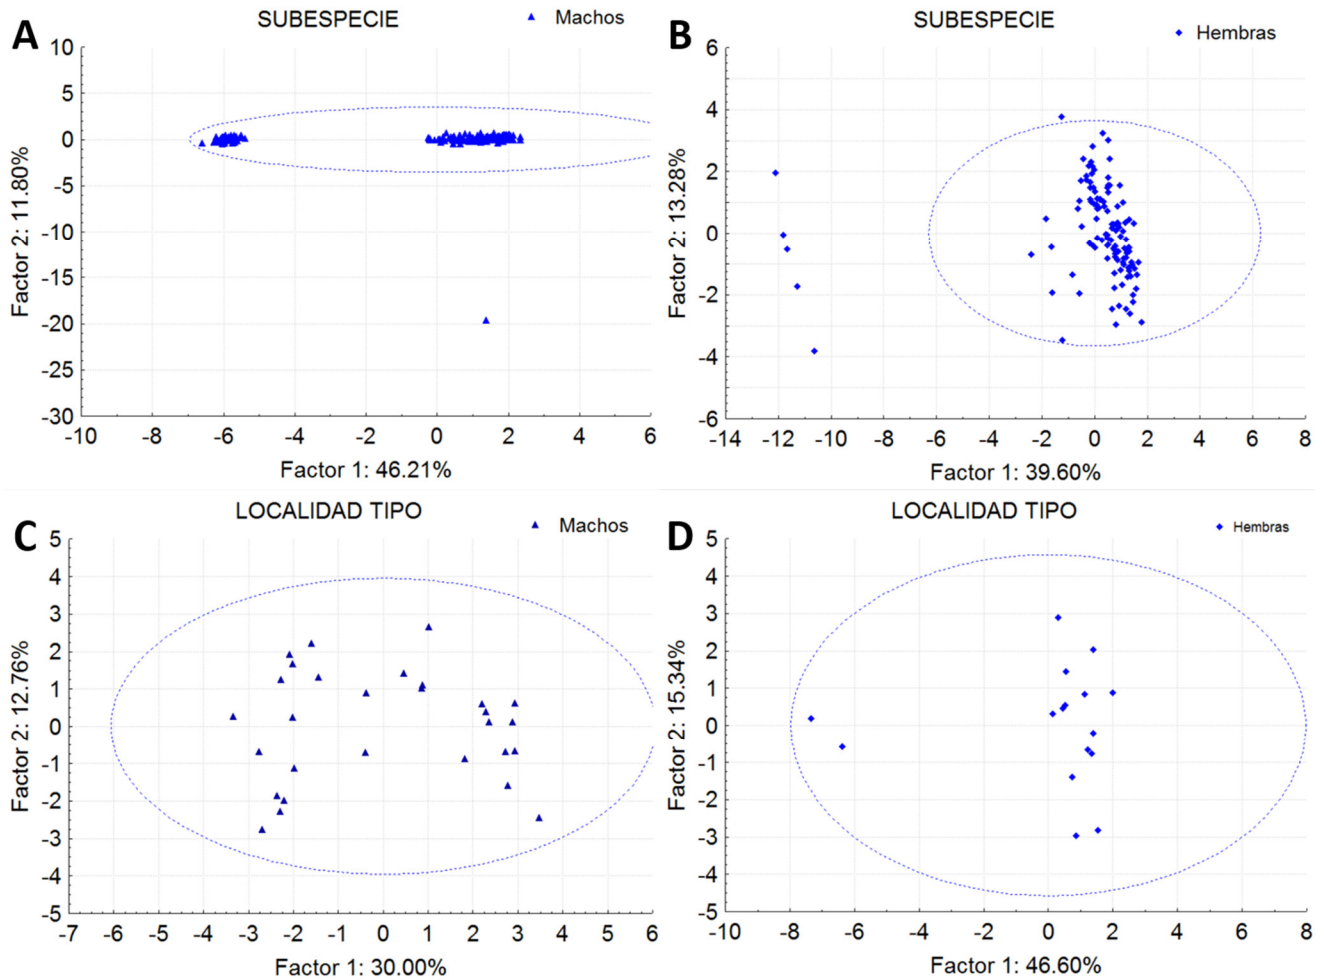 A
SUBESPECIE
Machos
10
5
0
-5
-10
-15
-20
-25
-30
Factor 2: 11.80%
-10 -8 -6 -4 -2 0 2 4 6
Factor 1: 46.21%
B
SUBESPECIE
Hembras
6
4
2
0
-2
-4
-6
Factor 2: 13.28%
-14 -12 -10 -8 -6 -4 -2 0 2 4 6 8
Factor 1: 39.60%
C
LOCALIDAD TIPO
Machos
5
4
3
2
1
0
-1
-2
-3
-4
-5
Factor 2: 12.76%
-7 -6 -5 -4 -3 -2 -1 0 1 2 3 4 5 6
Factor 1: 30.00%
D
LOCALIDAD TIPO
Hembras
5
4
3
2
1
0
-1
-2
-3
-4
-5
Factor 2: 15.34%
-10 -8 -6 -4 -2 0 2 4 6 8
Factor 1: 46.60%